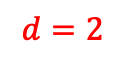 d = 2